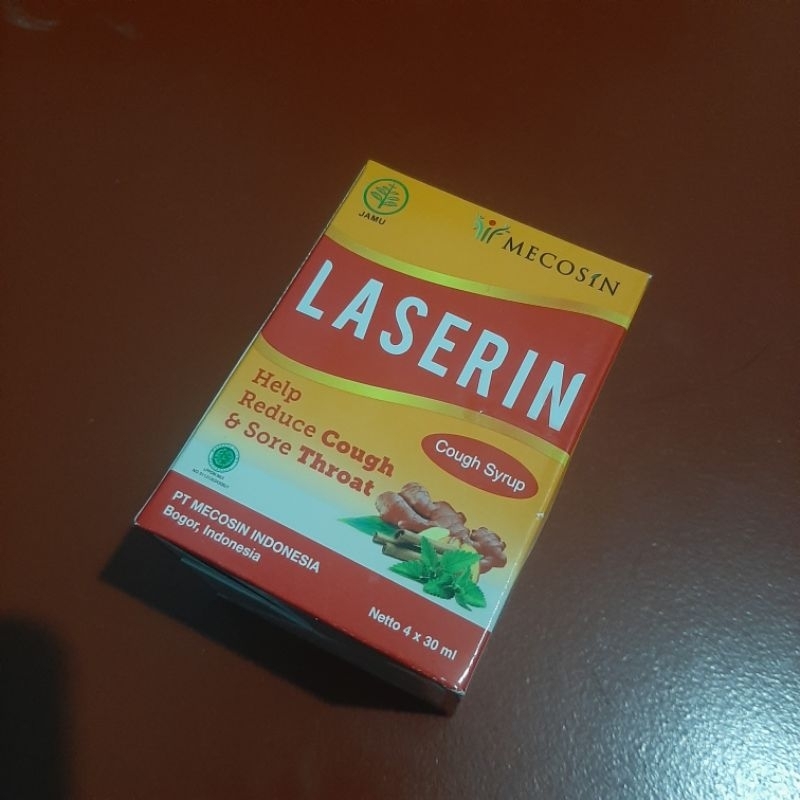 JAMU
MECOSIN
LASERIN
Help
Reduce Cough
& Sore Throat
Cough Syrup
PT MECOSIN INDONESIA
Bogor, Indonesia
Netto 4 x 30 ml